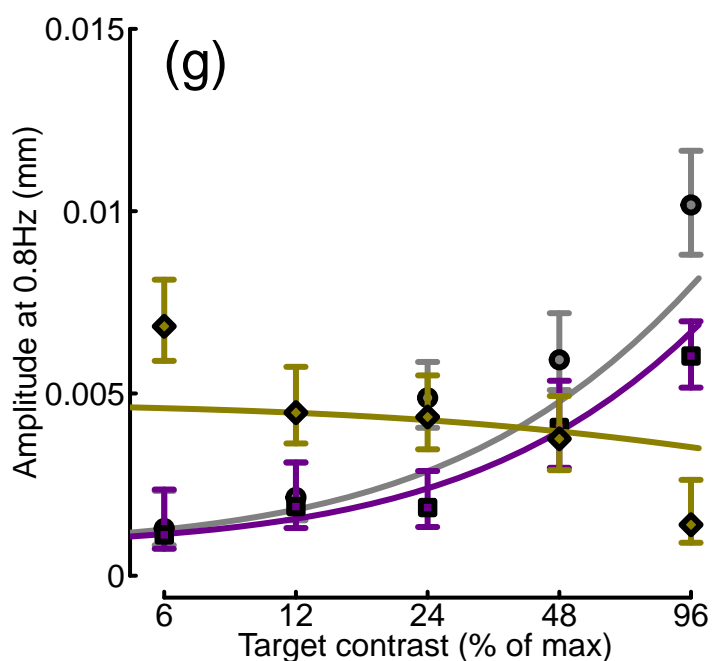 (g)
Amplitude at 0.8Hz (mm)
0.015
0.01
0.005
0
6 12 24 48 96
Target contrast (% of max)